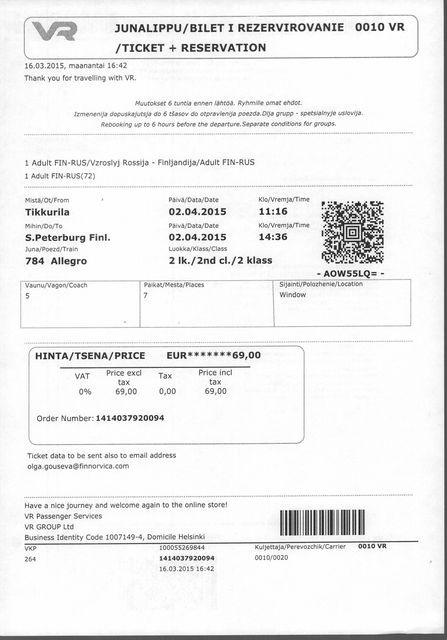 VR
JUNALIPPU/BILET I REZERVIROVANIE 0010 VR
/TICKET + RESERVATION
16.03.2015, maanantai 16:42
Thank you for travelling with VR.
Muutokset 6 tuntia ennen lähtöä. Ryhmille omat ehdot.
Izmenenija dopuskajutsja do 6 tšasov do otpravlenija poezda.Dlja grupp - spetsialnyje uslovija.
Rebooking up to 6 hours before the departure.Separate conditions for groups.
1 Adult FIN-RUS/Vzroslyj Rossija - Finljandija/Adult FIN-RUS
1 Adult FIN-RUS(72)
Mistä/Ot/From Päivä/Data/Date Klo/Vremja/Time
Tikkurila 02.04.2015 11:16
Mihin/Do/To Päivä/Data/Date Klo/Vremja/Time
S.Peterburg Finl. 02.04.2015 14:36
Juna/Poezd/Train Luokka/Klass/Class
784 Allegro 2 lk./2nd cl./2 klass
- AOW55LQ= -
Vaunu/Vagon/Coach Paikat/Mesta/Places Sijainti/Polozhenie/Location
5 7 Window
HINTA/TSENA/PRICE EUR*******69,00
VAT Price excl tax Tax Price incl tax
0% 69,00 0,00 69,00
Order Number: 1414037920094
Ticket data to be sent also to email address
olga.gouseva@finnorvica.com
Have a nice journey and welcome again to the online store!
VR Passenger Services
VR GROUP Ltd
Business Identity Code 1007149-4, Domicile Helsinki
VKP 100055269844 Kuljettaja/Perevozchik/Carrier 0010 VR
264 1414037920094 0010/0020
16.03.2015 16:42